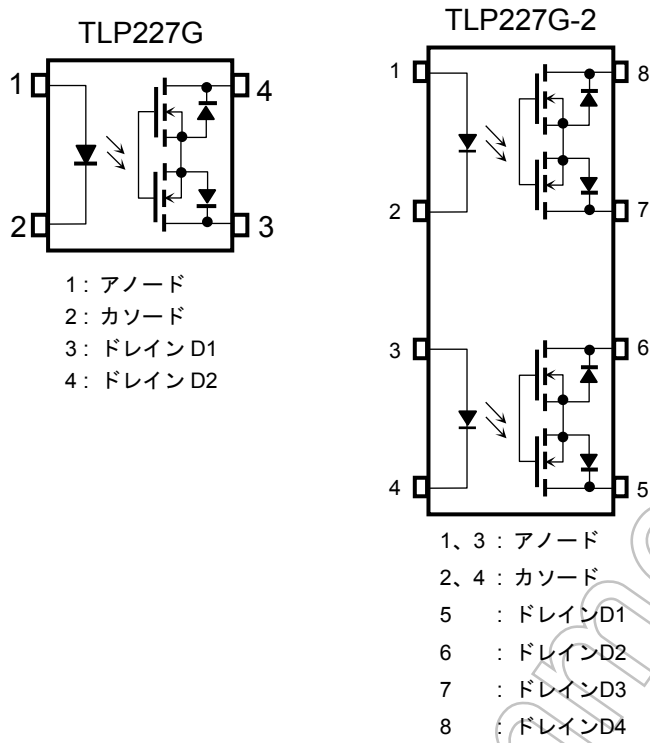 TLP227G
1
4
2
3
1 : アノード
2 : カソード
3 : ドレイン D1
4 : ドレイン D2
TLP227G-2
1
8
2
7
3
6
4
5
1、3 : アノード
2、4 : カソード
5 : ドレインD1
6 : ドレインD2
7 : ドレインD3
8 : ドレインD4